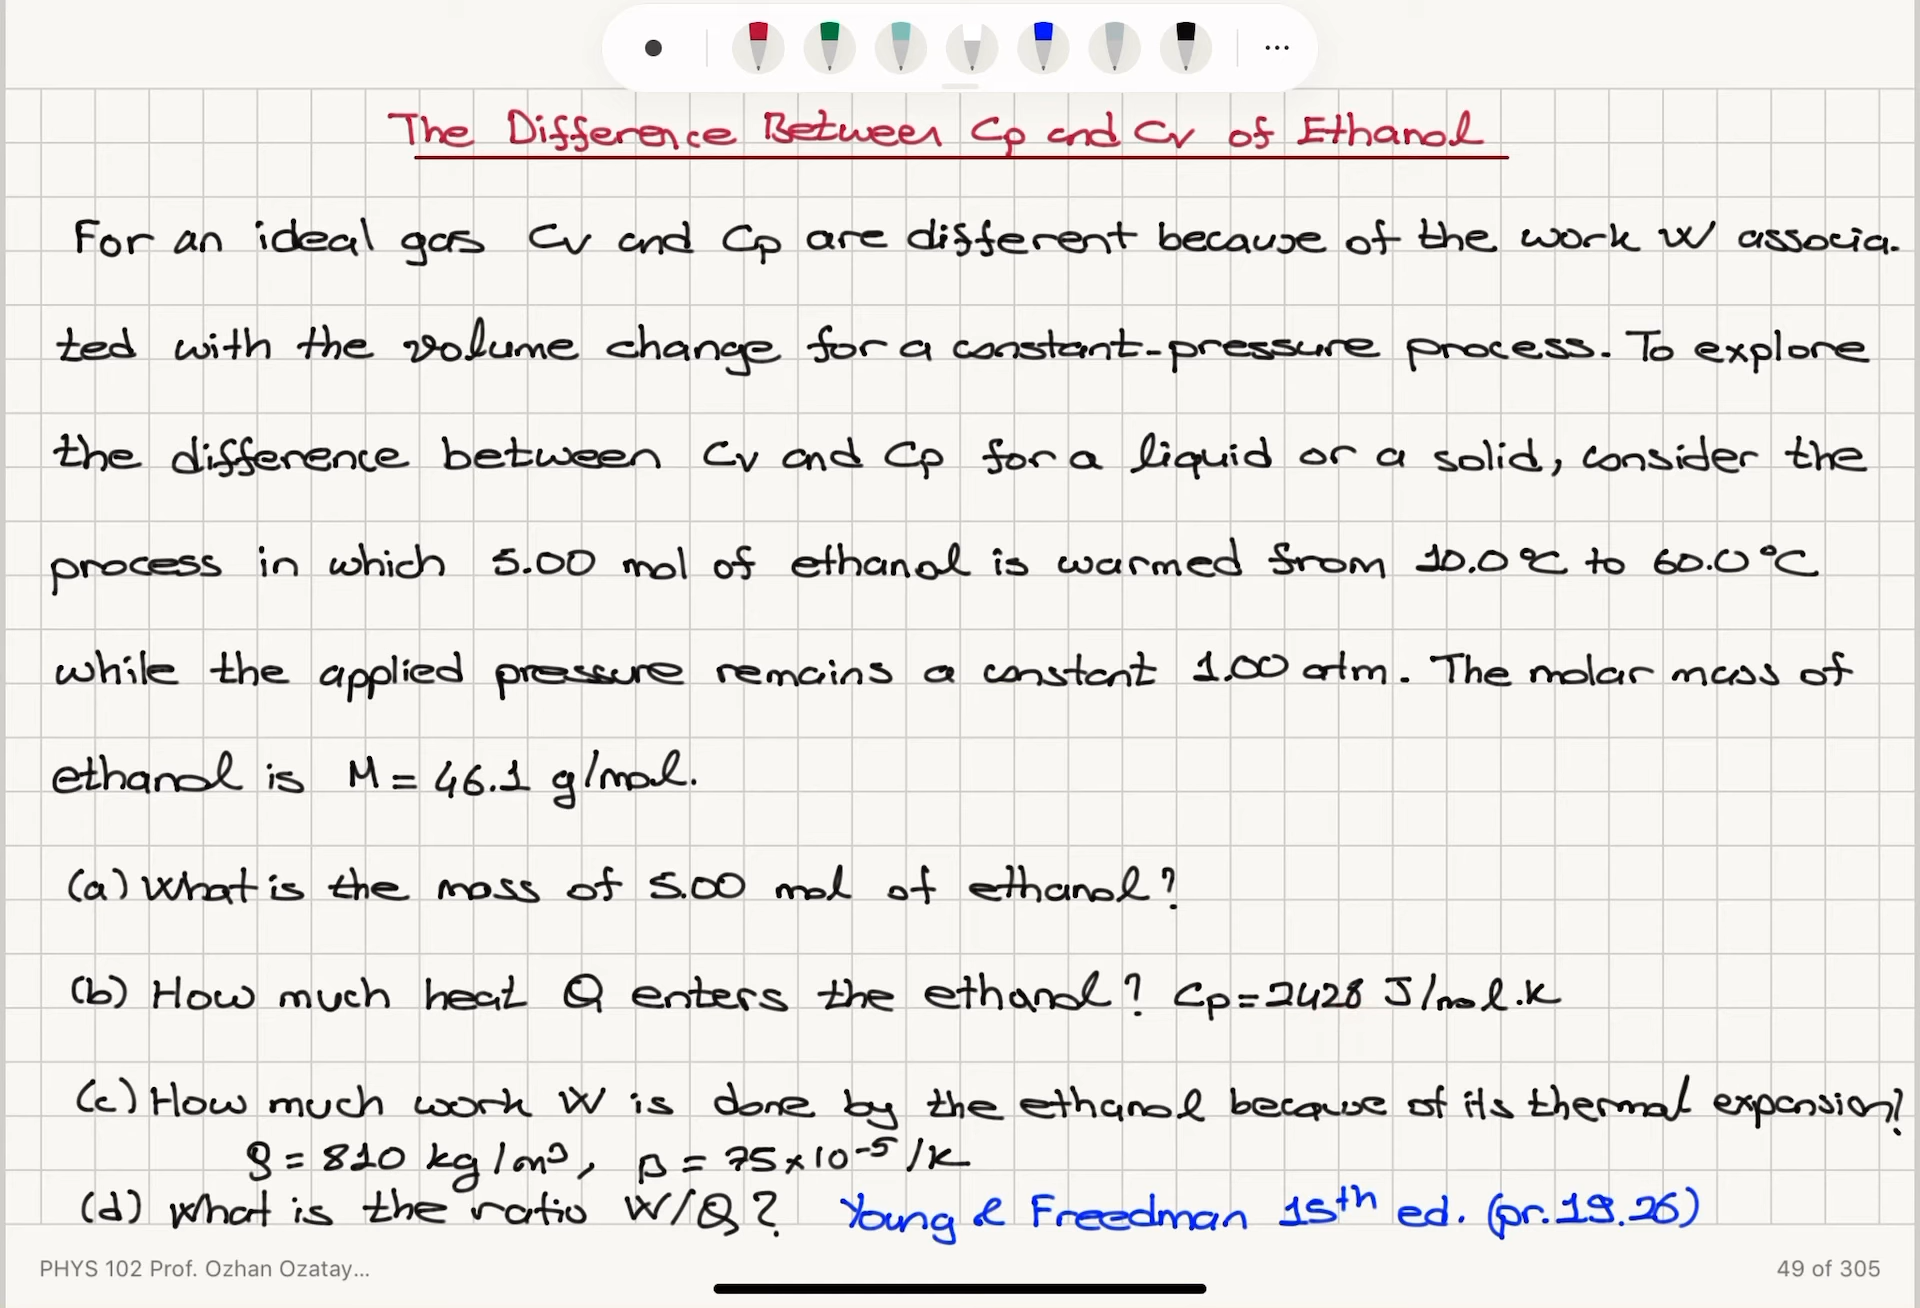 The Difference Between Cp and Cv of Ethanol
For an ideal gas Cv and Cp are different because of the work W associa-
ted with the volume change for a constant-pressure process. To explore
the difference between Cv and Cp for a liquid or a solid, consider the
process in which 5.00 mol of ethanol is warmed from 10.0°C to 60.0°C
while the applied pressure remains a constant 1.00 atm. The molar mass of
ethanol is M = 46.1 g/mol.
(a) What is the mass of 5.00 mol of ethanol?
(b) How much heat Q enters the ethanol? Cp = 2428 J/mol.K
(c) How much work W is done by the ethanol because of its thermal expansion?
ρ = 810 kg/m³, β = 75x10⁻⁵/K
(d) What is the ratio W/Q? Young & Freedman 15th ed. (pr.19.26)
PHYS 102 Prof. Ozhan Ozatay...
49 of 305